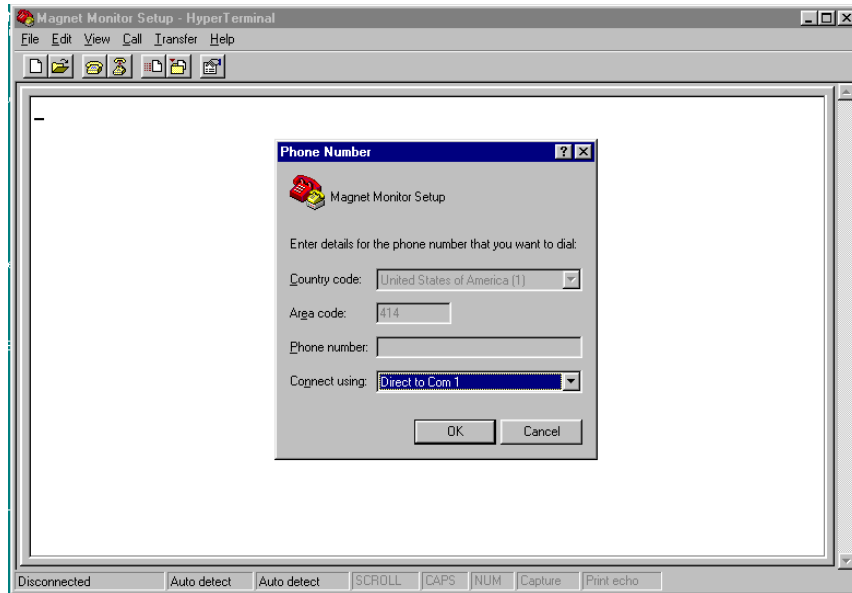 Magnet Monitor Setup - HyperTerminal
File Edit View Call Transfer Help
Phone Number
Magnet Monitor Setup
Enter details for the phone number that you want to dial:
Country code: United States of America (1)
Area code: 414
Phone number:
Connect using: Direct to Com 1
OK Cancel
Disconnected Auto detect Auto detect SCROLL CAPS NUM Capture Print echo